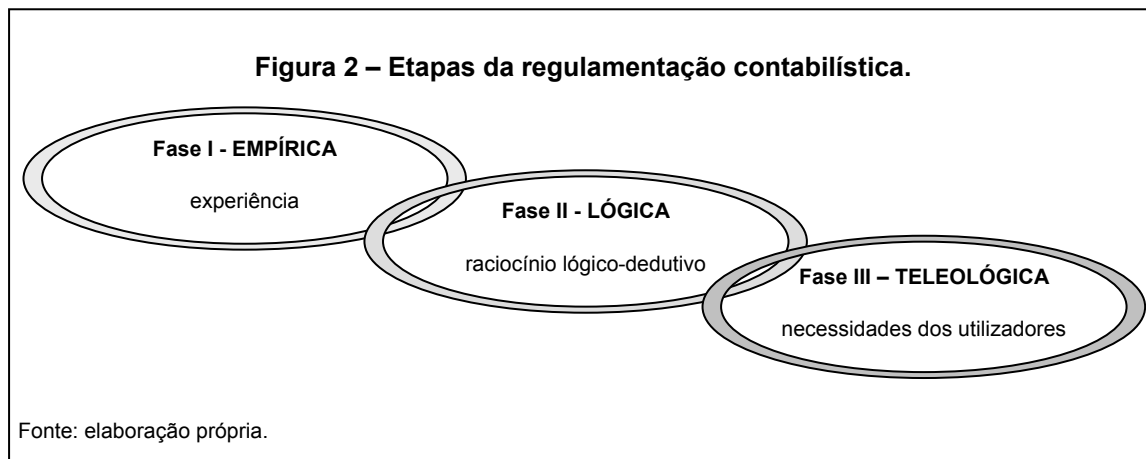 Figura 2 – Etapas da regulamentação contabilística.
Fase I - EMPÍRICA
experiência
Fase II - LÓGICA
raciocínio lógico-dedutivo
Fase III – TELEOLÓGICA
necessidades dos utilizadores
Fonte: elaboração própria.